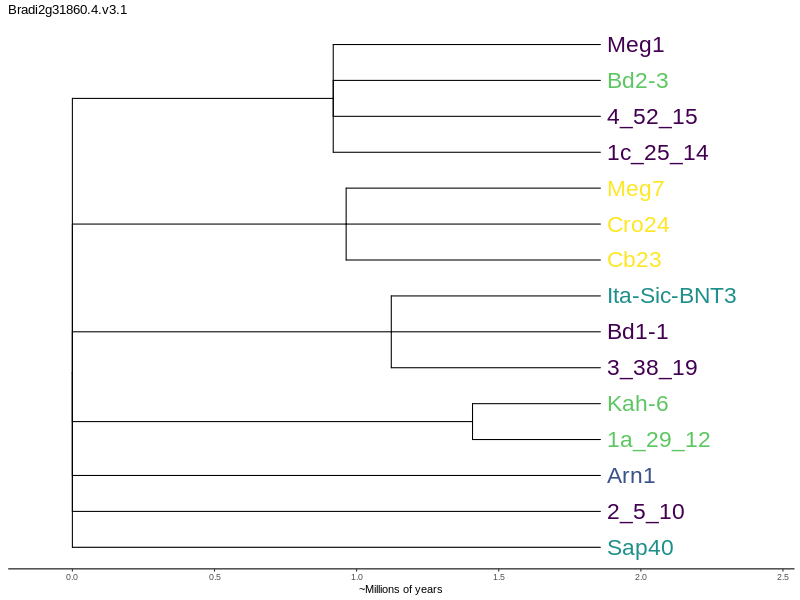 Bradi2g31860.4.v3.1
Meg1
Bd2-3
4_52_15
1c_25_14
Meg7
Cro24
Cb23
Ita-Sic-BNT3
Bd1-1
3_38_19
Kah-6
1a_29_12
Arn1
2_5_10
Sap40
0.0 0.5 1.0 1.5 2.0 2.5
~Millions of years